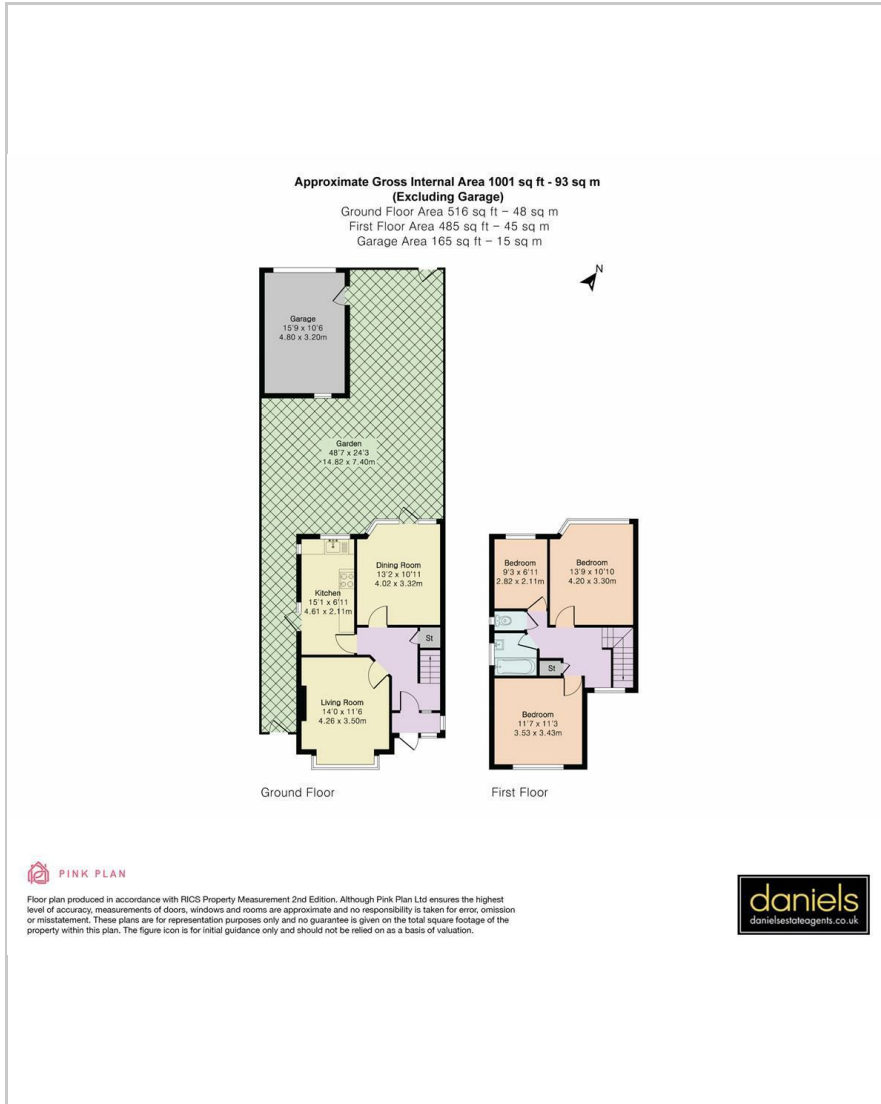 Approximate Gross Internal Area 1001 sq ft - 93 sq m
(Excluding Garage)
Ground Floor Area 516 sq ft – 48 sq m
First Floor Area 485 sq ft – 45 sq m
Garage Area 165 sq ft – 15 sq m
N
Garage
15'9 x 10'6
4.80 x 3.20m
Garden
48'7 x 24'3
14.82 x 7.40m
Dining Room
13'2 x 10'11
4.02 x 3.32m
Kitchen
15'1 x 6'11
4.61 x 2.11m
St
Living Room
14'0 x 11'6
4.26 x 3.50m
Ground Floor
Bedroom
9'3 x 6'11
2.82 x 2.11m
Bedroom
13'9 x 10'10
4.20 x 3.30m
St
Bedroom
11'7 x 11'3
3.53 x 3.43m
First Floor
PINK PLAN
Floor plan produced in accordance with RICS Property Measurement 2nd Edition. Although Pink Plan Ltd ensures the highest
level of accuracy, measurements of doors, windows and rooms are approximate and no responsibility is taken for error, omission
or misstatement. These plans are for representation purposes only and no guarantee is given on the total square footage of the
property within this plan. The figure icon is for initial guidance only and should not be relied on as a basis of valuation.
daniels
danielsestateagents.co.uk